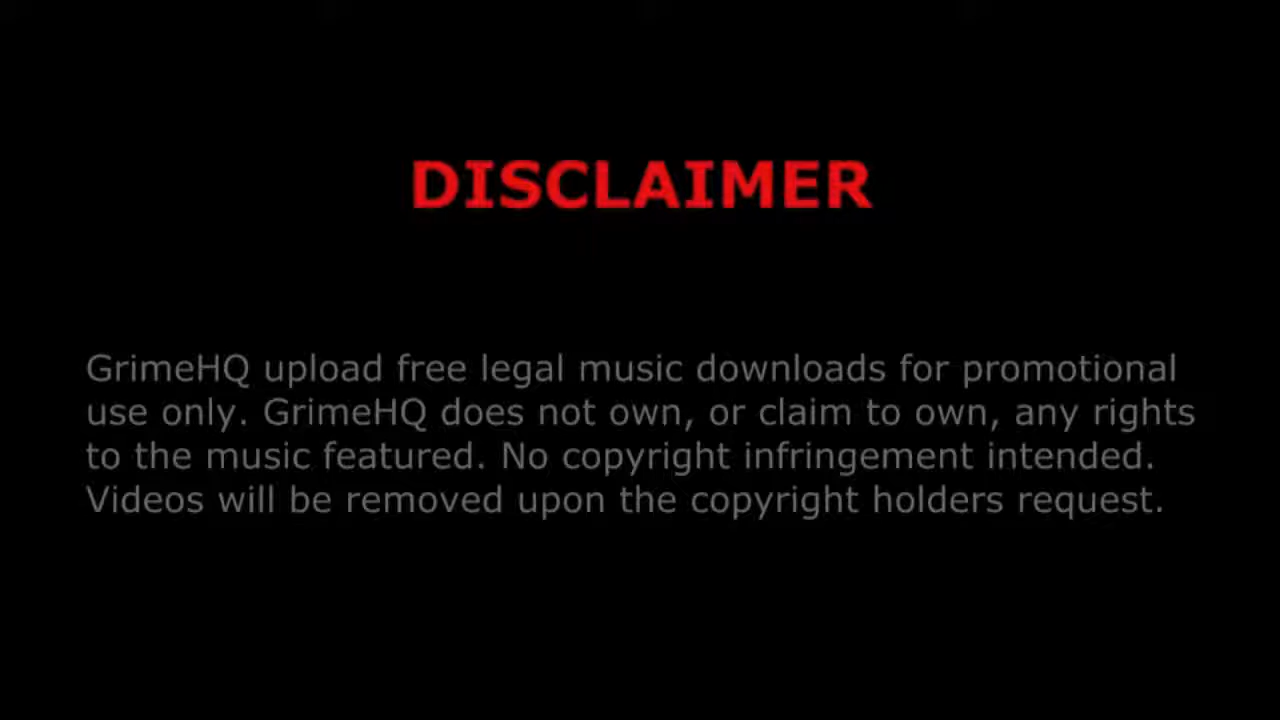 DISCLAIMER
GrimeHQ upload free legal music downloads for promotional
use only. GrimeHQ does not own, or claim to own, any rights
to the music featured. No copyright infringement intended.
Videos will be removed upon the copyright holders request.